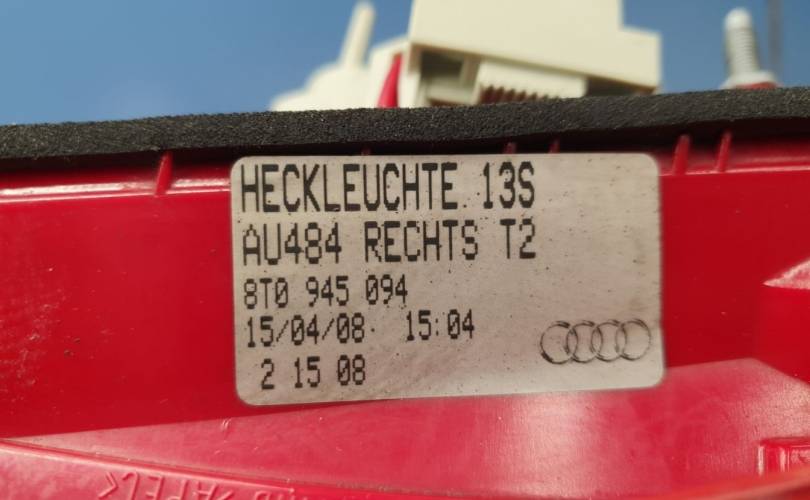 HECKLEUCHTE 13S
AU484 RECHTS T2
8T0 945 094
15/04/08 15:04
2 15 08